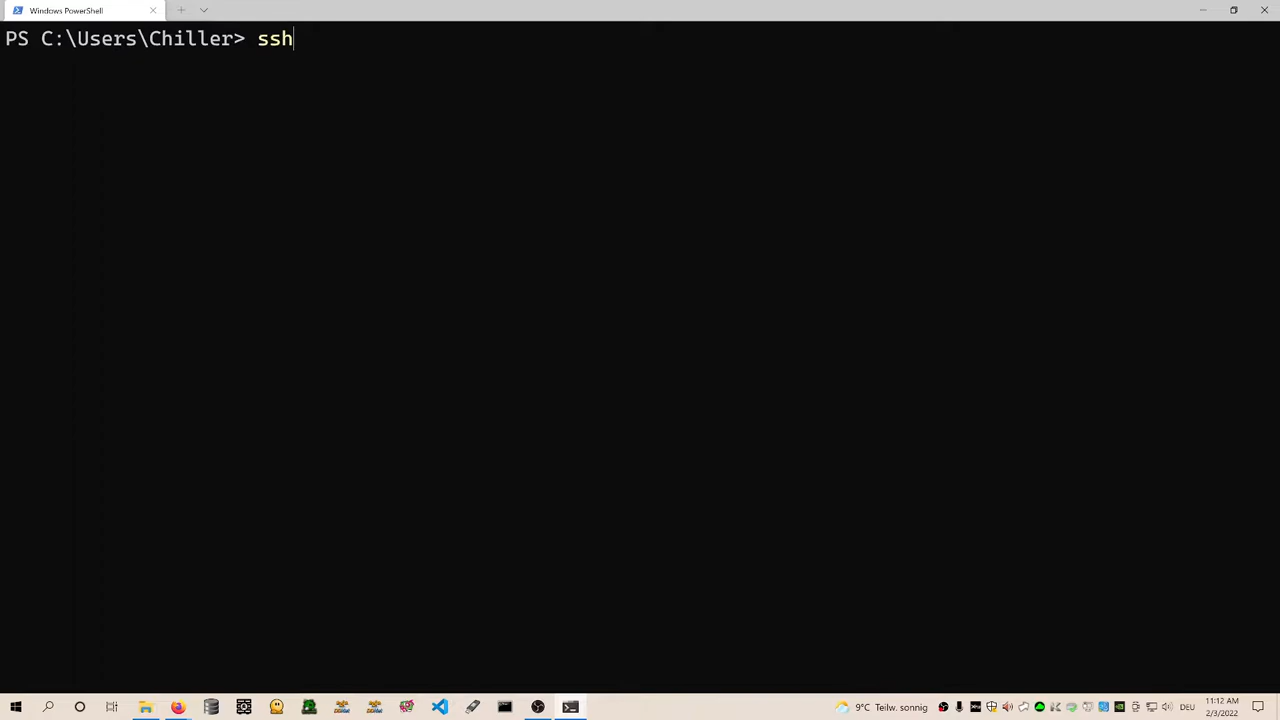 Windows PowerShell
PS C:\Users\Chiller> ssh
9°C Teilw. sonnig
DEU
11:12 AM
2/3/2022